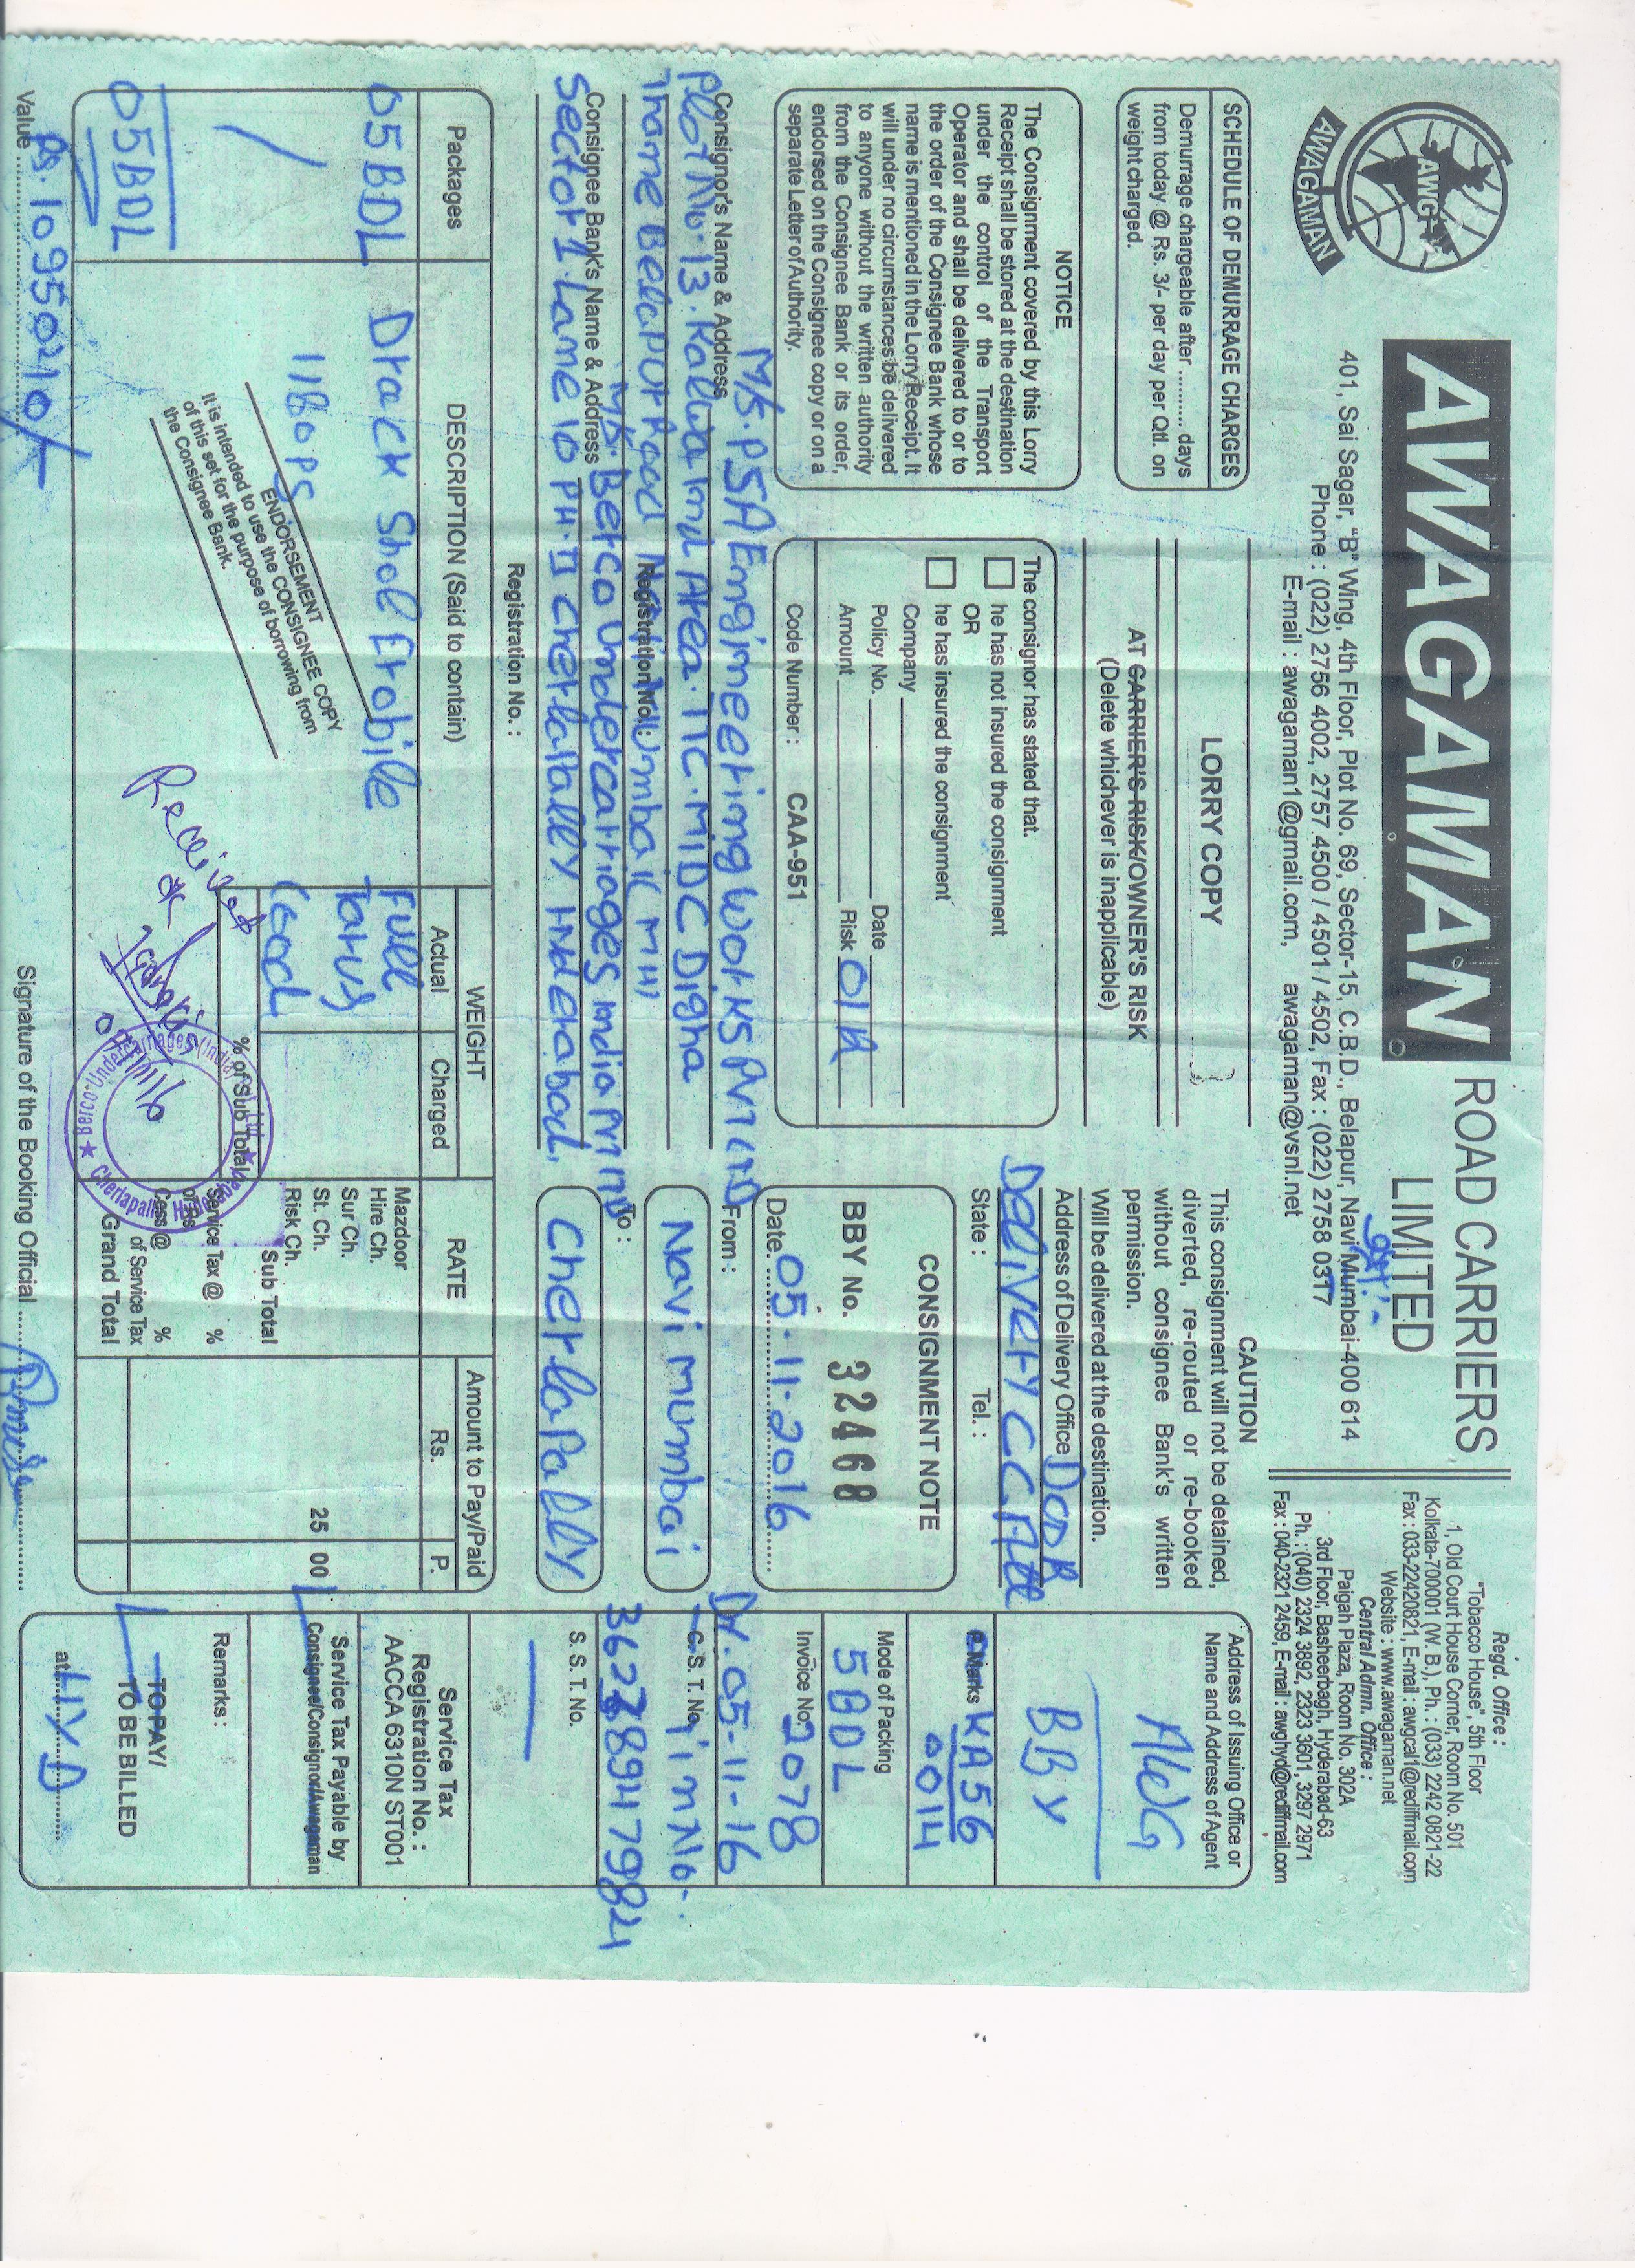 AWG
AWAGAMAN
AWAGAMAN ROAD CARRIERS
LIMITED
401, Sai Sagar, "B" Wing, 4th Floor, Plot No. 69, Sector-15, C.B.D., Belapur, Navi Mumbai-400 614
Phone : (022) 2756 4002, 2757 4500 / 4501 / 4502, Fax : (022) 2758 0317
E-mail : awagaman1@gmail.com, awagaman@vsnl.net
Regd. Office :
"Tobacco House", 5th Floor
1, Old Court House Corner, Room No. 501
Kolkata-700001 (W. B.), Ph. : (033) 2242 0821-22
Fax : 033-22420821, E-mail : awgcal1@rediffmail.com
Website : www.awagaman.net
Central Admn. Office :
Paigah Plaza, Room No. 302A
3rd Floor, Basheerbagh, Hyderabad-63
Ph. : (040) 2324 3892, 2323 3601, 3297 2971
Fax : 040-2321 2459, E-mail : awghyd@rediffmail.com
SCHEDULE OF DEMURRAGE CHARGES
Demurrage chargeable after .......... days
from today @ Rs. 3/- per day per Qtl. on
weight charged.
NOTICE
The Consignment covered by this Lorry
Receipt shall be stored at the destination
under the control of the Transport
Operator and shall be delivered to or to
the order of the Consignee Bank whose
name is mentioned in the Lorry Receipt. It
will under no circumstances be delivered
to anyone without the written authority
from the Consignee Bank or its order,
endorsed on the Consignee copy or on a
separate Letter of Authority.
LORRY COPY
AT CARRIER'S RISK/OWNER'S RISK
(Delete whichever is inapplicable)
The consignor has stated that.
he has not insured the consignment
OR
he has insured the consignment
Company
Policy No. Date
Amount Risk O/R
Code Number : CAA-951
CAUTION
This consignment will not be detained,
diverted, re-routed or re-booked
without consignee Bank's written
permission.
Will be delivered at the destination.
Address of Delivery Office Door
Delivery CC Att
State : Tel. :
CONSIGNMENT NOTE
BBY No. 32468
Date 05.11.2016
From :
Navi mumbai
To :
CherlaPally
Address of Issuing Office or
Name and Address of Agent
AWG
BBY
P.Marks KA56
0014
Mode of Packing
5BDL
Invoice No. 2078
Dt. 05-11-16
C. S. T. No. Tin No.
S. S. T. No.
Service Tax
Registration No. :
AACCA 6310N ST001
Service Tax Payable by
Consignee/Consignor/Awagaman
Remarks :
TO PAY/
TO BE BILLED
at HYD
Consignor's Name & Address M/s. PSA Engineering Works Pvt Ltd
Plot No. 13. Kalwa Ind Area. TTC. MIDC Digha
Thane Belapur Road Navi Mumbai (MH)
Registration No. :
Consignee Bank's Name & Address M/s. Berco Undercarriages India Pvt Ltd
Sector 1. Lane 10 PH. II CherlaPally Hyderabad.
Registration No. :
Packages DESCRIPTION (Said to contain) WEIGHT RATE Amount to Pay/Paid
Actual Charged Rs. P.
05BDL Track Shoe Profile Full
118 ops Tarus
Load
05BDL
ENDORSEMENT
It is intended to use the CONSIGNEE COPY
of this set for the purpose of borrowing from
the Consignee Bank.
Received
Berco Undercarriages (India) Cherlapally Hyderabad
Mazdoor
Hire Ch.
Sur Ch.
St. Ch. 25 00
Risk Ch.
Sub Total
% of Sub Total
Service Tax @ %
of Rs.
Cess @ %
of Service Tax
Grand Total
Value Rs. 1095010/- Signature of the Booking Official